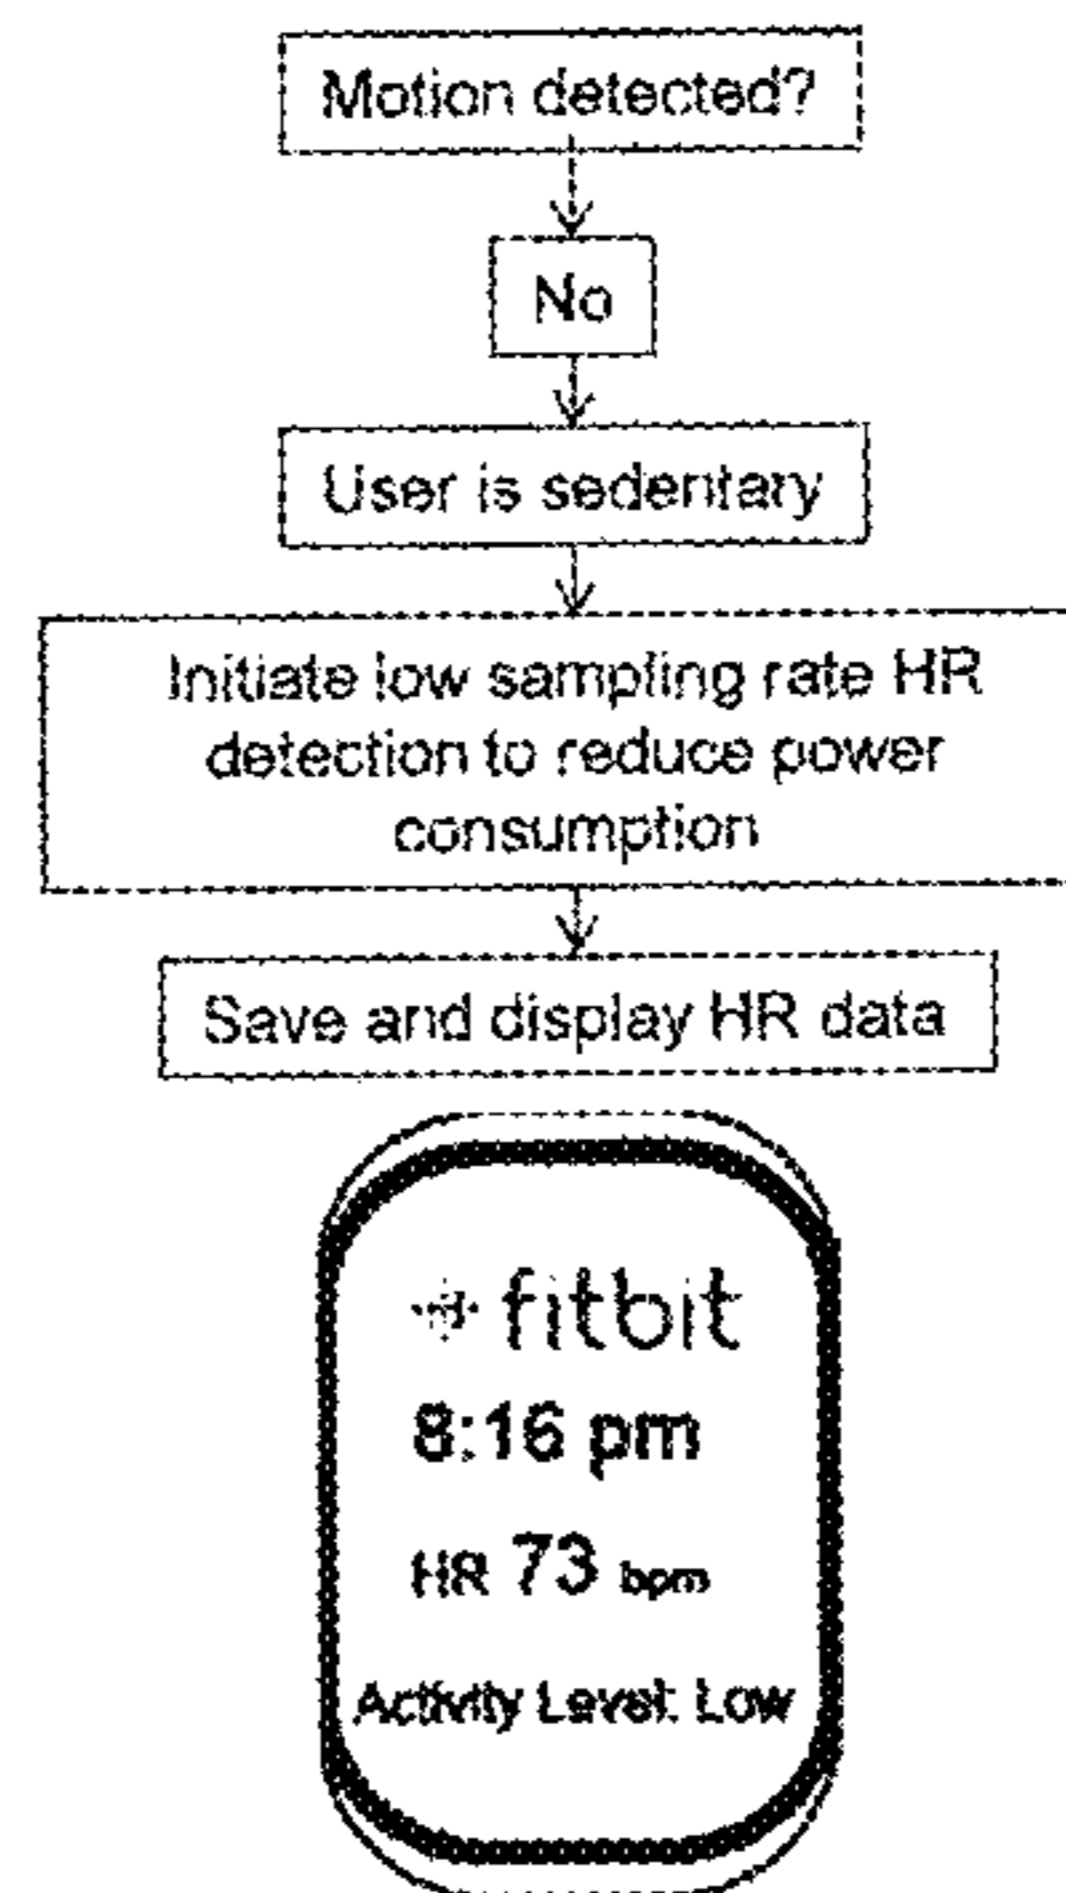 Motion detected?
No
User is sedentary
Initiate low sampling rate HR
detection to reduce power
consumption
Save and display HR data
fitbit
8:16 pm
HR 73 bpm
Activity Level: Low